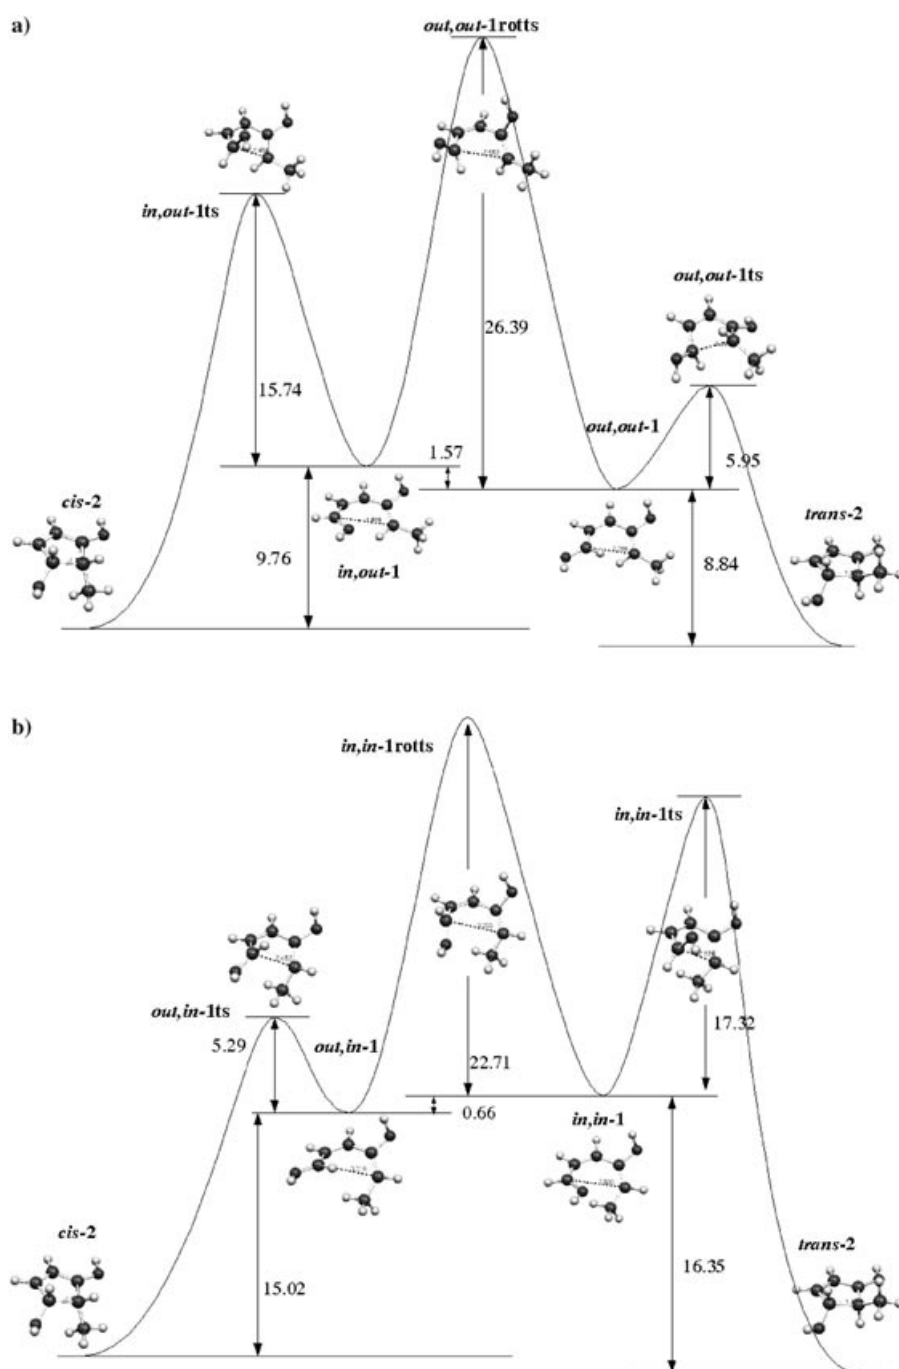 a)
out,out-1rotts
in,out-1ts
out,out-1ts
26.39
15.74
out,out-1
1.57
5.95
cis-2
trans-2
9.76
in,out-1
8.84
b)
in,in-1rotts
in,in-1ts
out,in-1ts
17.32
5.29
out,in-1
22.71
0.66
in,in-1
cis-2
trans-2
15.02
16.35